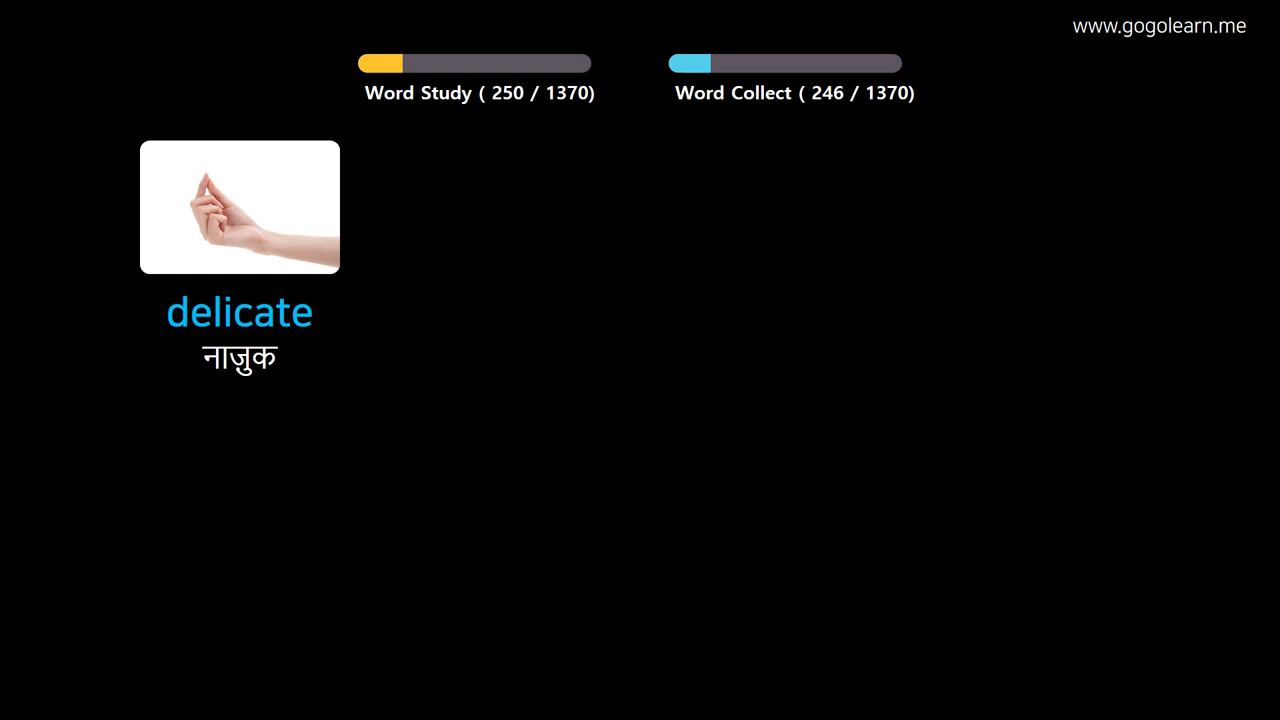 www.gogolearn.me
Word Study ( 250 / 1370)
Word Collect ( 246 / 1370)
delicate
नाज़ुक